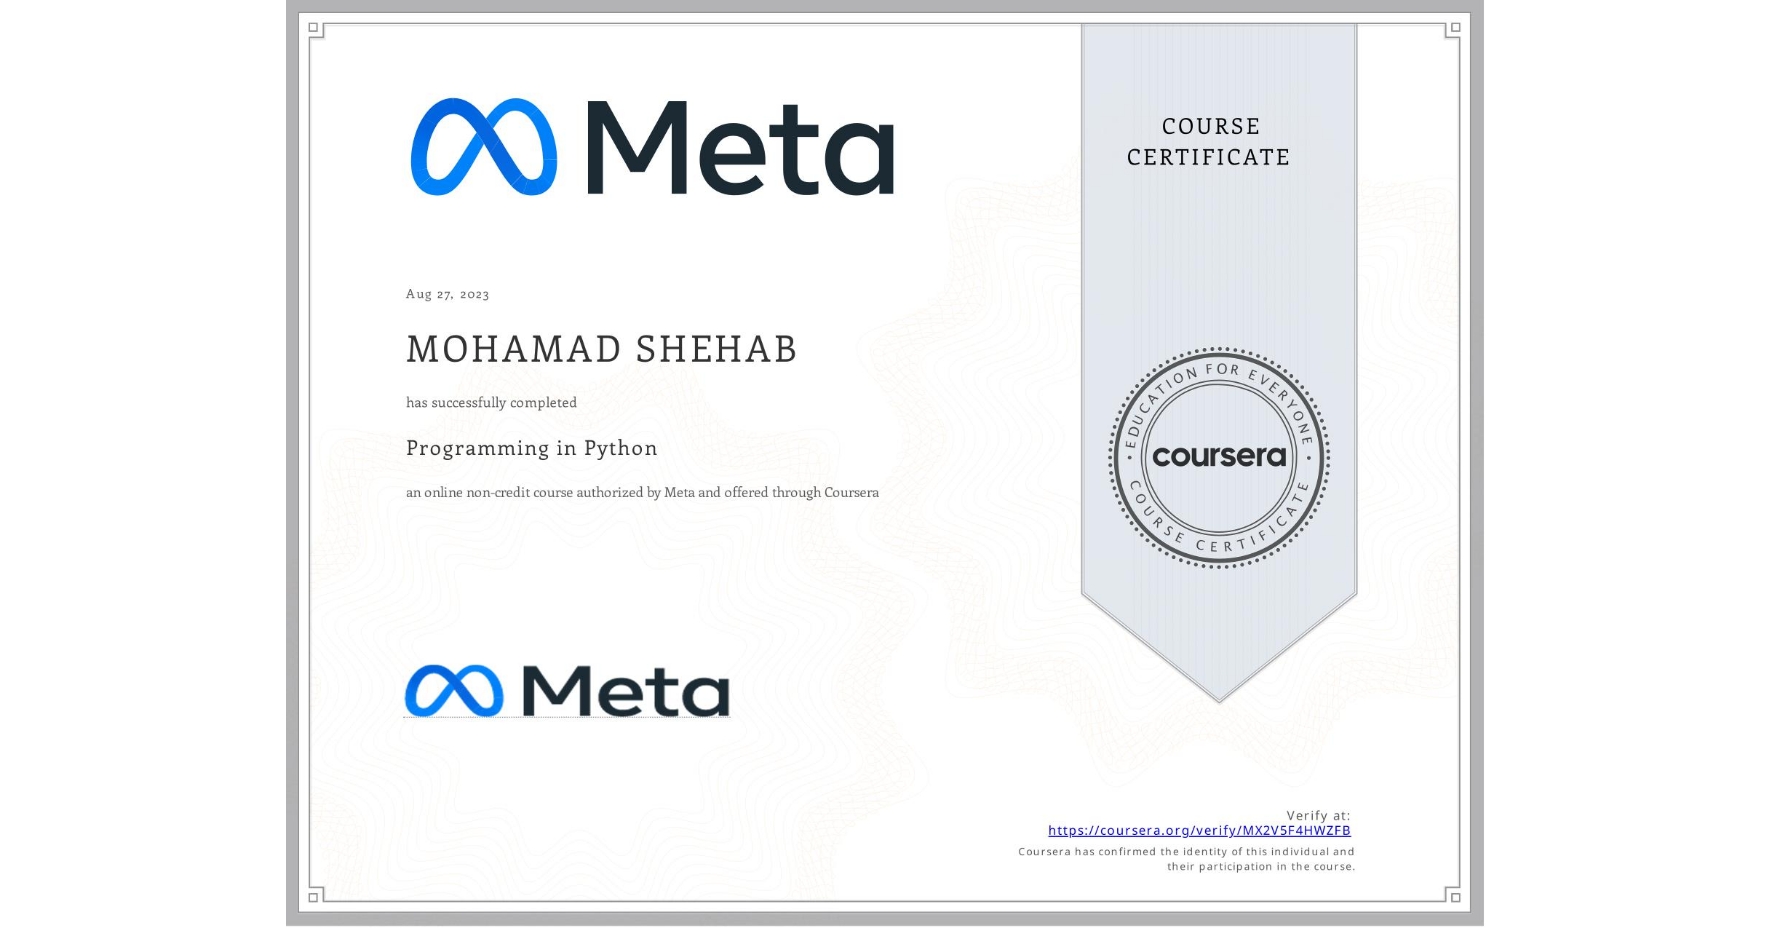 Meta
COURSE
CERTIFICATE
Aug 27, 2023
MOHAMAD SHEHAB
has successfully completed
Programming in Python
an online non-credit course authorized by Meta and offered through Coursera
EDUCATION FOR EVERYONE
coursera
COURSE CERTIFICATE
Meta
Verify at:
https://coursera.org/verify/MX2V5F4HWZFB
Coursera has confirmed the identity of this individual and
their participation in the course.